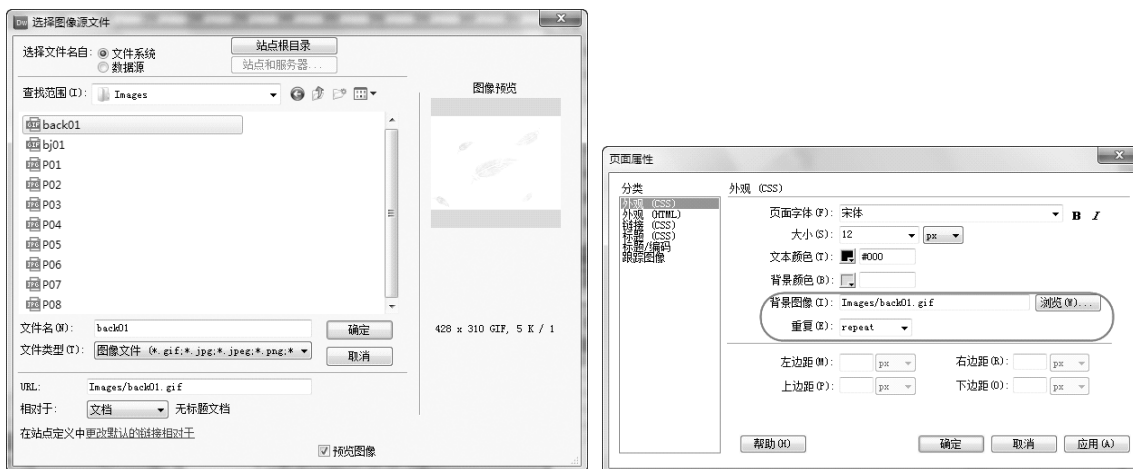 Dw 选择图像源文件
选择文件名自: 文件系统
数据源
站点根目录
站点和服务器...
查找范围(I): Images
back01
bj01
P01
P02
P03
P04
P05
P06
P07
P08
文件名(N): back01 确定
文件类型(T): 图像文件 (*.gif;*.jpg;*.jpeg;*.png;* 取消
URL: Images/back01.gif
相对于: 文档 无标题文档
在站点定义中更改默认的链接相对于
图像预览
428 x 310 GIF, 5 K / 1
预览图像
页面属性
分类
外观 (CSS)
外观 (HTML)
链接 (CSS)
标题 (CSS)
标题/编码
跟踪图像
外观 (CSS)
页面字体(F): 宋体 B I
大小(S): 12 px
文本颜色(T): #000
背景颜色(B):
背景图像(I): Images/back01.gif 浏览(W)...
重复(E): repeat
左边距(M): px 右边距(R): px
上边距(P): px 下边距(O): px
帮助(H) 确定 取消 应用(A)